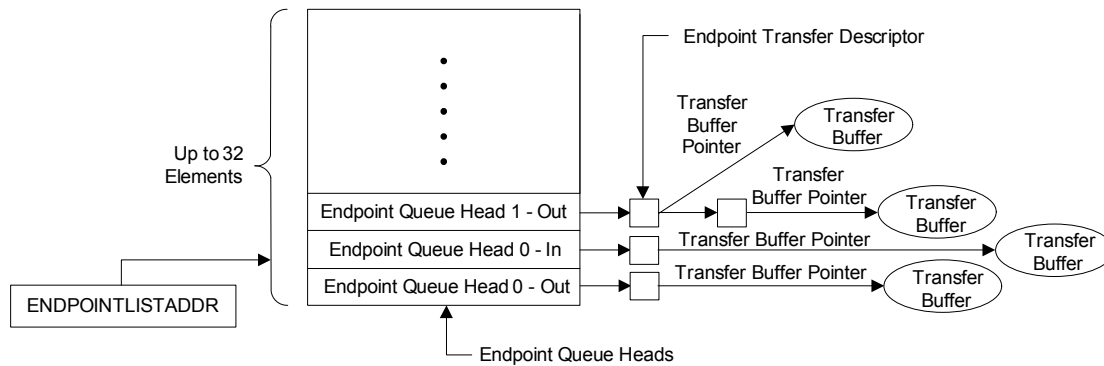 Endpoint Transfer Descriptor
Transfer
Buffer
Pointer
Transfer
Buffer
Up to 32
Elements
Transfer
Buffer Pointer
Endpoint Queue Head 1 - Out
Transfer
Buffer
Endpoint Queue Head 0 - In
Transfer Buffer Pointer
Transfer
Buffer
Endpoint Queue Head 0 - Out
Transfer Buffer Pointer
Transfer
Buffer
ENDPOINTLISTADDR
Endpoint Queue Heads